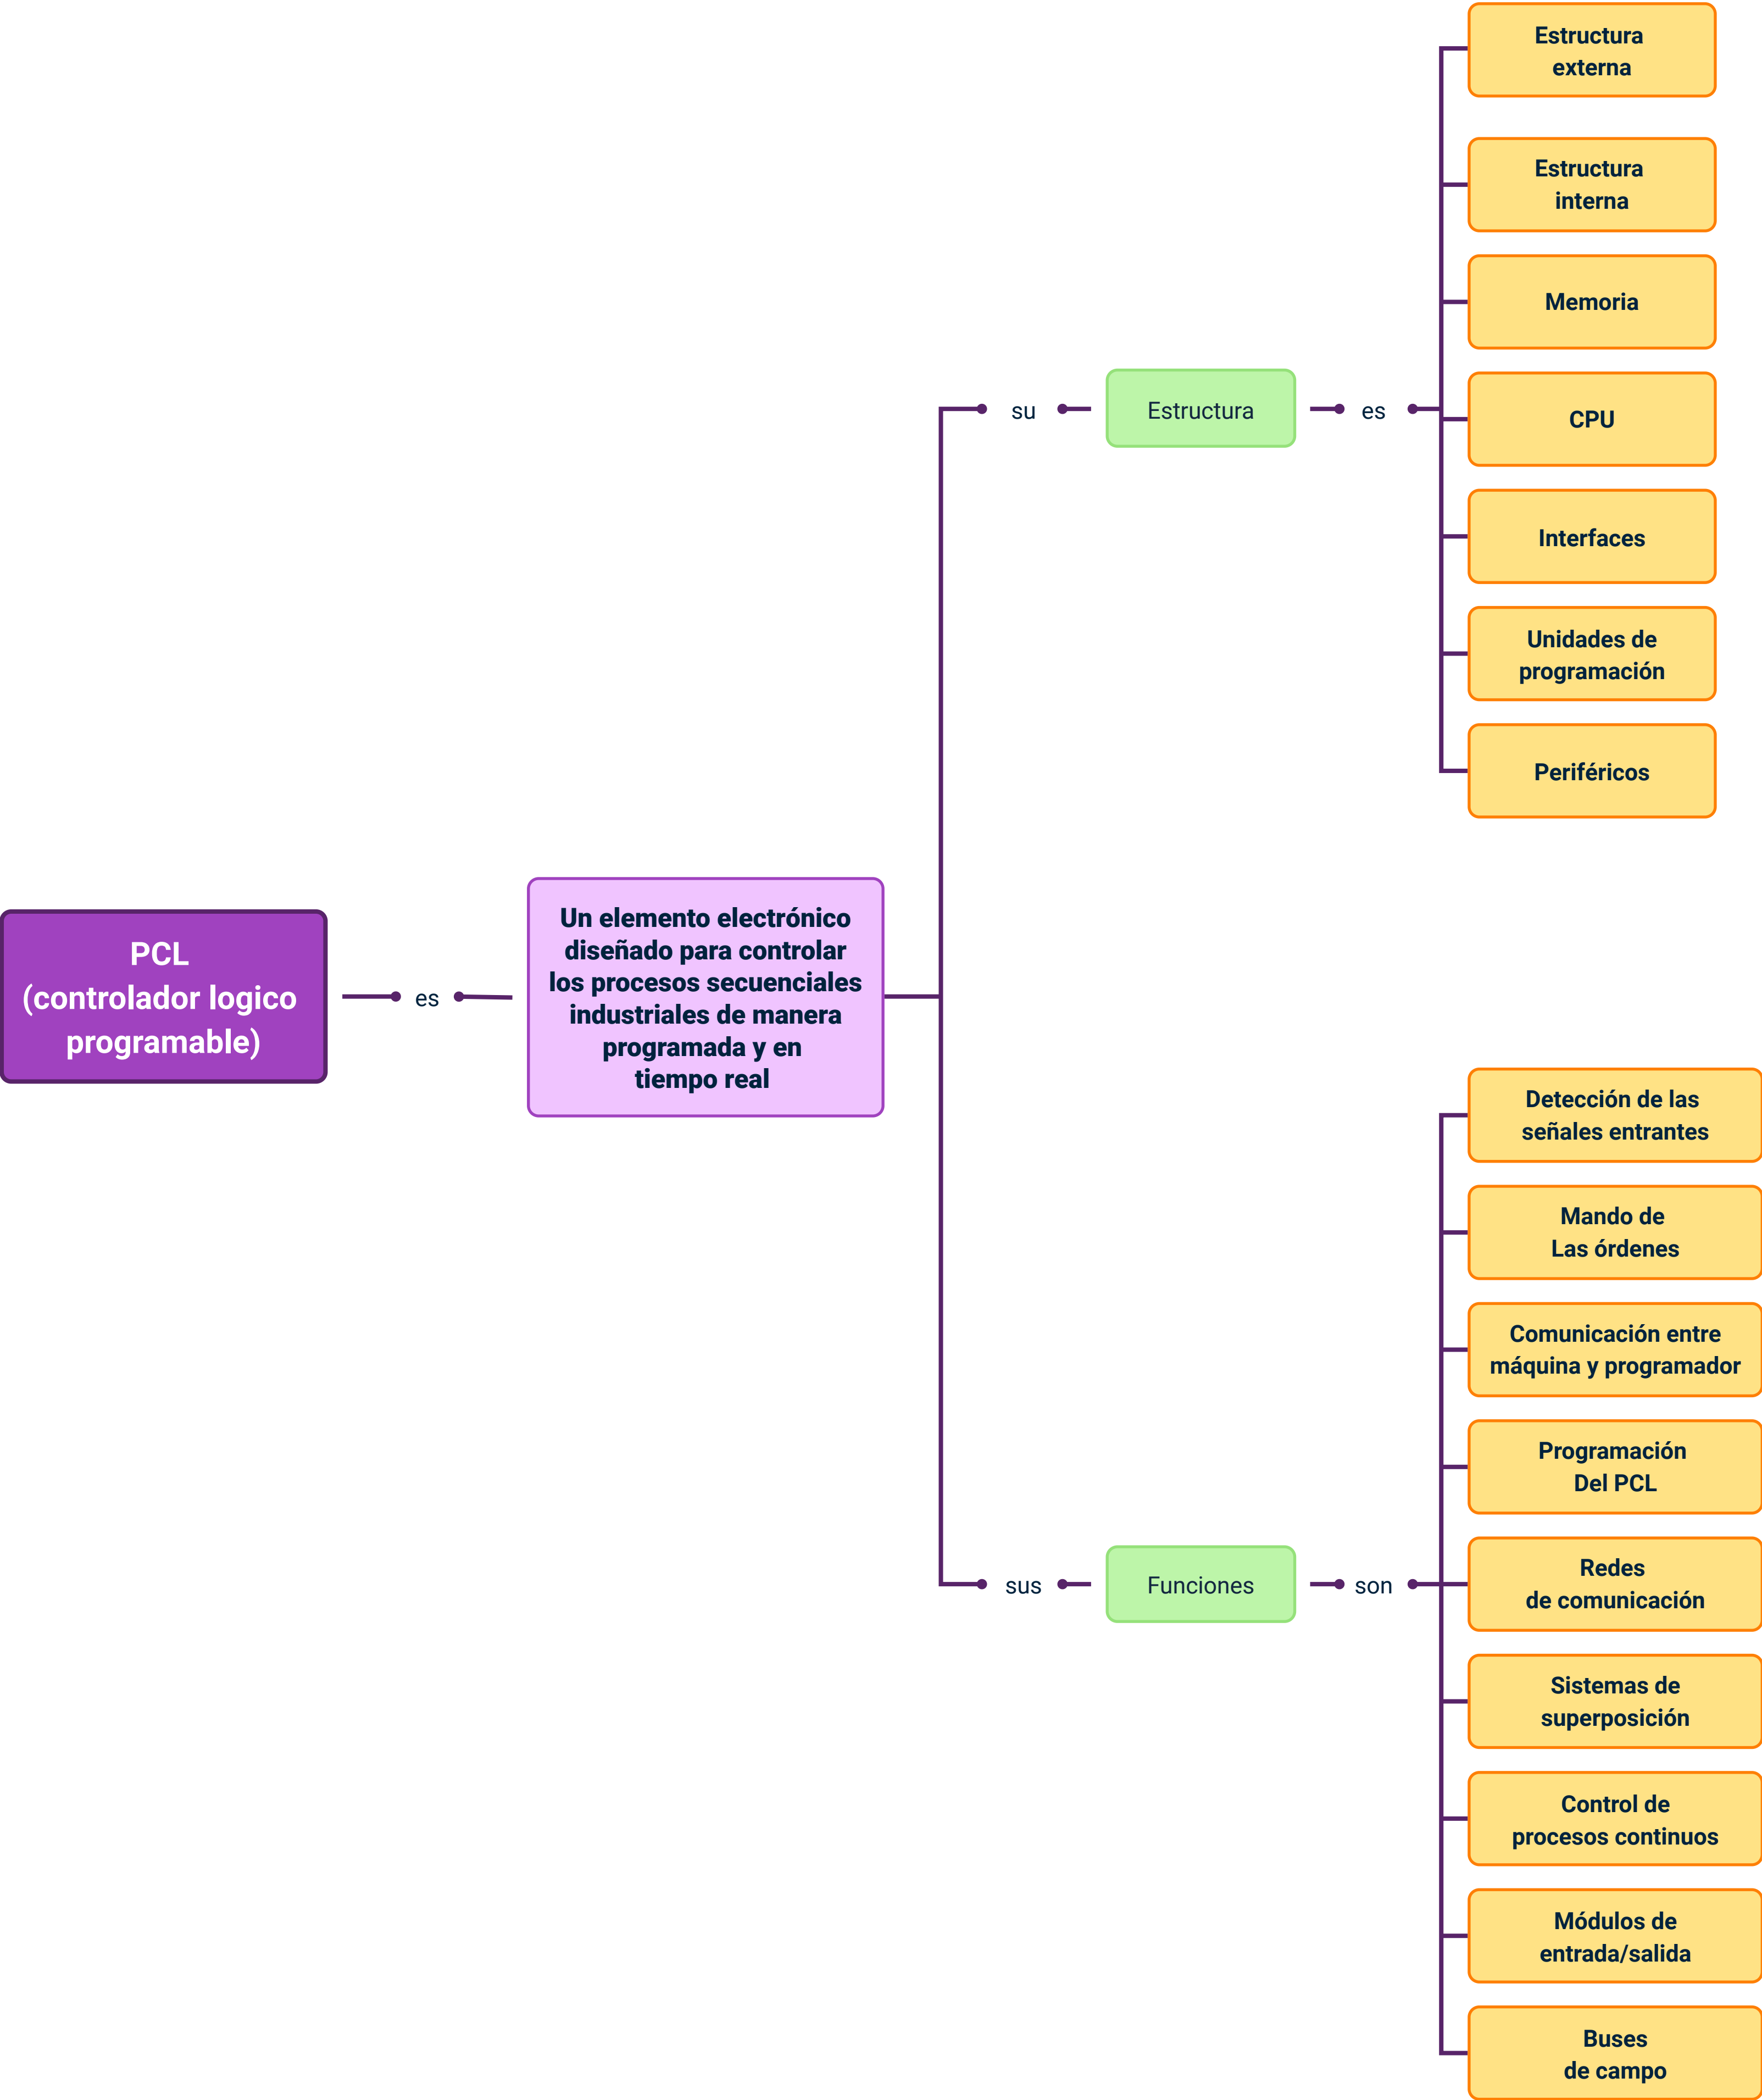 PCL
(controlador logico
programable)
es
Un elemento electrónico
diseñado para controlar
los procesos secuenciales
industriales de manera
programada y en
tiempo real
su
Estructura
es
Estructura
externa
Estructura
interna
Memoria
CPU
Interfaces
Unidades de
programación
Periféricos
sus
Funciones
son
Detección de las
señales entrantes
Mando de
Las órdenes
Comunicación entre
máquina y programador
Programación
Del PCL
Redes
de comunicación
Sistemas de
superposición
Control de
procesos continuos
Módulos de
entrada/salida
Buses
de campo